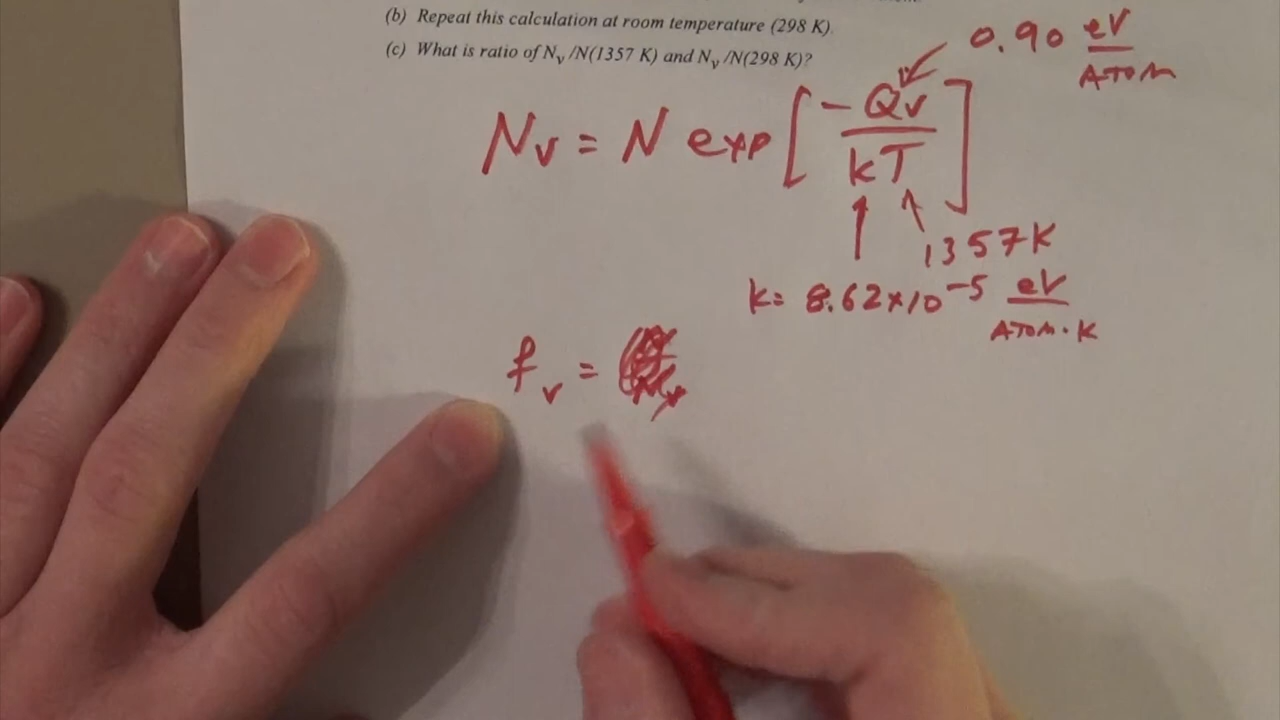 (b) Repeat this calculation at room temperature (298 K).
(c) What is ratio of Nv /N(1357 K) and Nv /N(298 K)?
0.90 eV / ATOM
Nv = N exp [ - Qv / kT ]
1357K
k= 8.62x10^-5 eV / ATOM·K
fv =